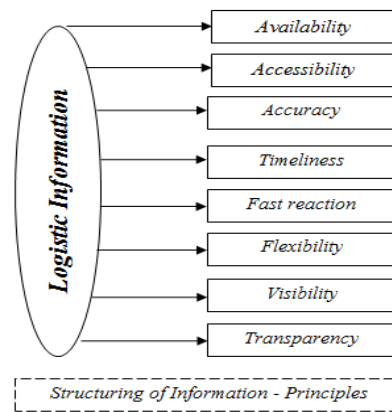 Logistic Information
Availability
Accessibility
Accuracy
Timeliness
Fast reaction
Flexibility
Visibility
Transparency
Structuring of Information - Principles